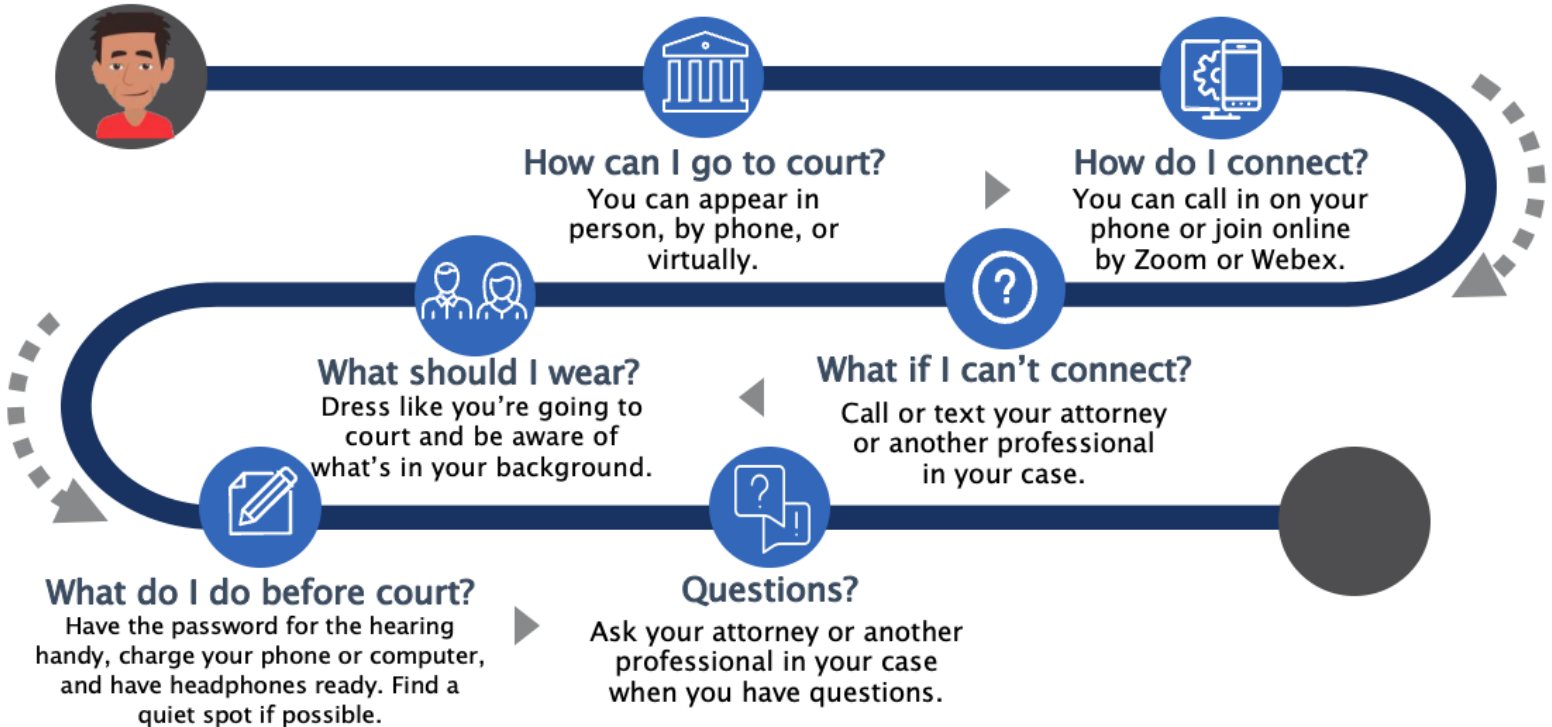 How can I go to court?
You can appear in
person, by phone, or
virtually.
How do I connect?
You can call in on your
phone or join online
by Zoom or Webex.
What if I can’t connect?
Call or text your attorney
or another professional
in your case.
What should I wear?
Dress like you’re going to
court and be aware of
what’s in your background.
What do I do before court?
Have the password for the hearing
handy, charge your phone or computer,
and have headphones ready. Find a
quiet spot if possible.
Questions?
Ask your attorney or another
professional in your case
when you have questions.